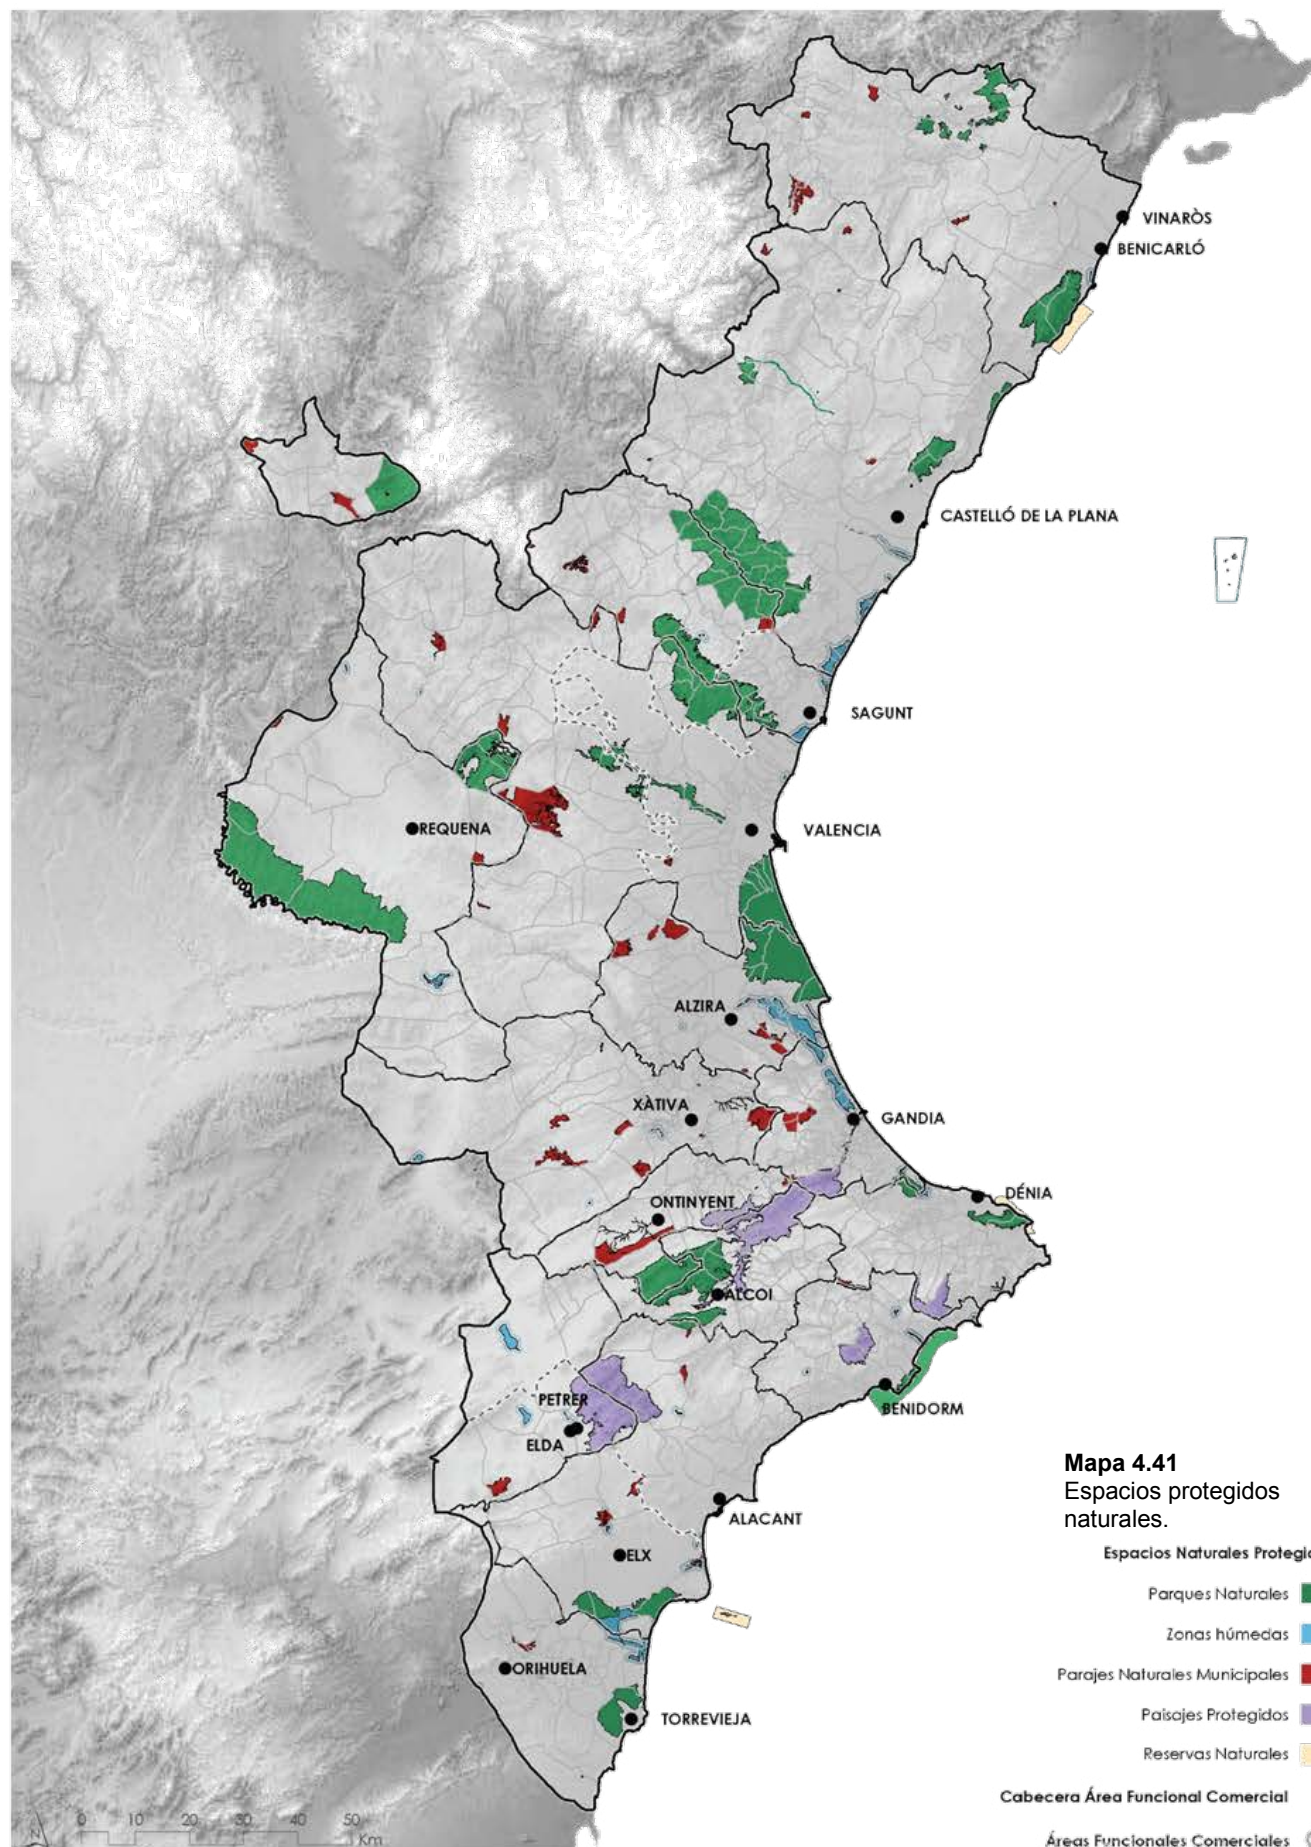 VINARÒS
BENICARLÓ
CASTELLÓ DE LA PLANA
SAGUNT
REQUENA
VALENCIA
ALZIRA
XÀTIVA
GANDIA
DÉNIA
ONTINYENT
ALCOI
PETRER
BENIDORM
ELDA
Mapa 4.41
Espacios protegidos
naturales.
ALACANT
Espacios Naturales Protegi
ELX
Parques Naturales
Zonas húmedas
ORIHUELA
Parajes Naturales Municipales
TORREVIEJA
Paisajes Protegidos
Reservas Naturales
Cabecera Área Funcional Comercial
0 10 20 30 40 50
Km
Áreas Funcionales Comerciales